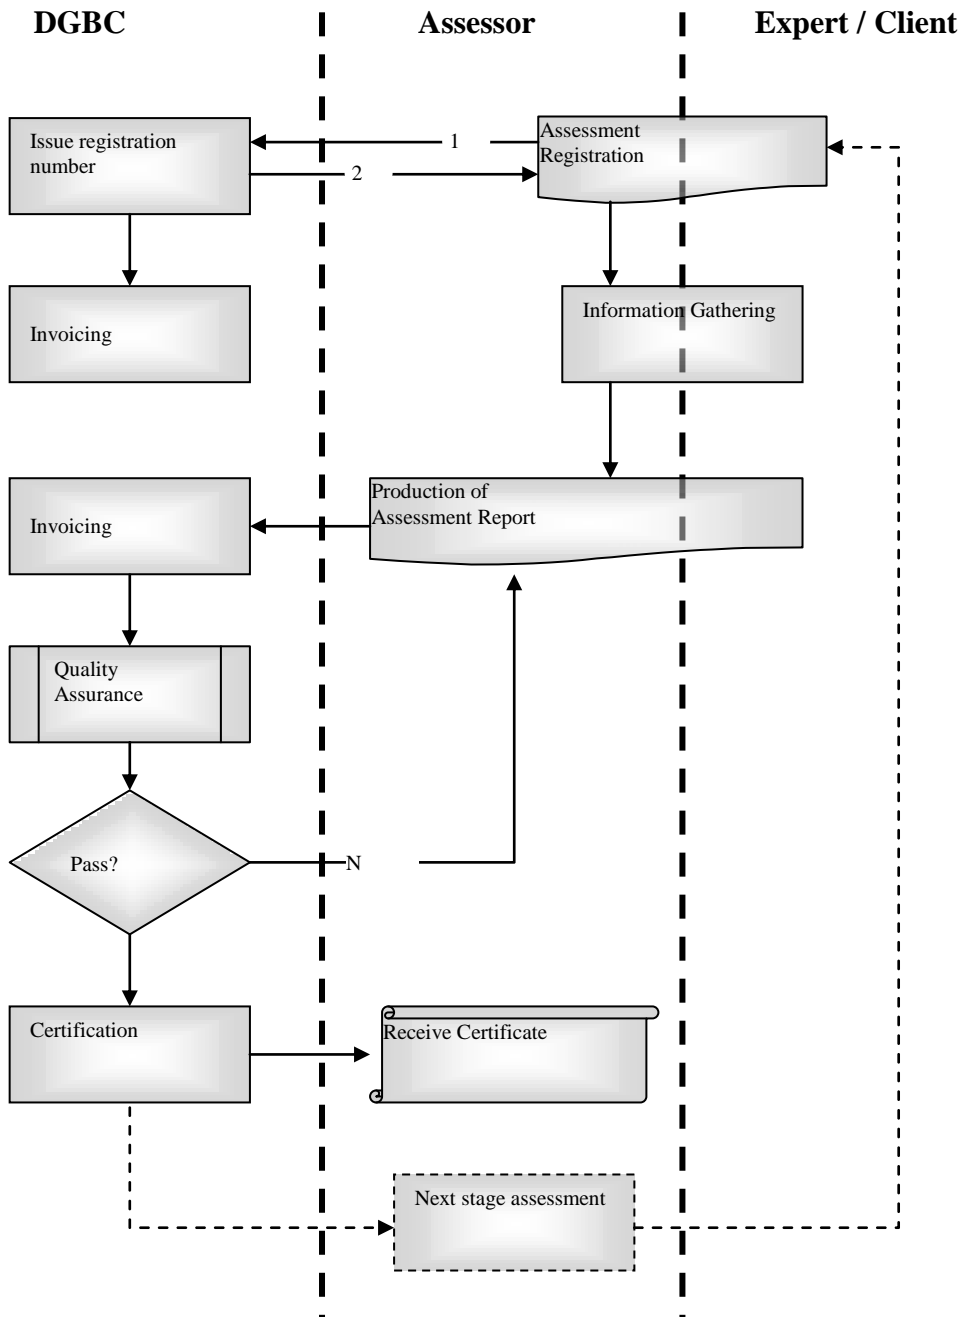 DGBC
Assessor
Expert / Client
Issue registration
number
1
2
Assessment
Registration
Invoicing
Information Gathering
Invoicing
Production of
Assessment Report
Quality
Assurance
Pass?
N
Certification
Receive Certificate
Next stage assessment